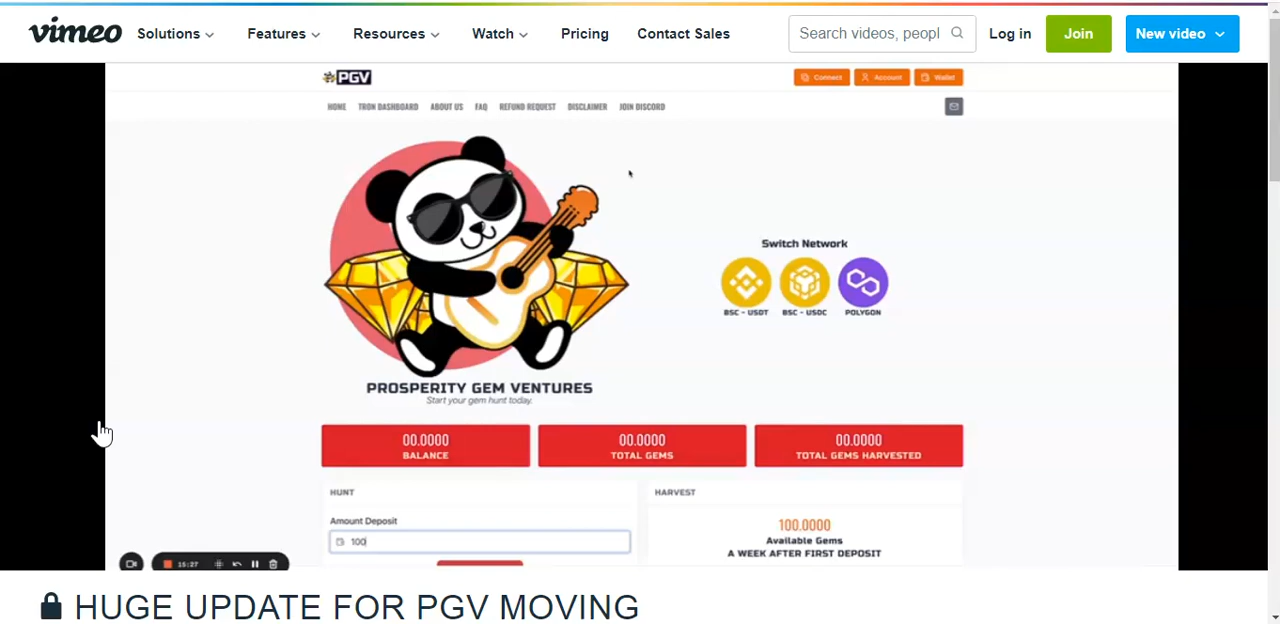 vimeo Solutions Features Resources Watch Pricing Contact Sales Search videos, peopl Log in Join New video
PGV Connect Account Wallet
HOME TRON DASHBOARD ABOUT US FAQ REFUND REQUEST DISCLAIMER JOIN DISCORD
Switch Network
BSC - USDT BSC - USDC POLYGON
PROSPERITY GEM VENTURES
Start your gem hunt today.
00.0000 00.0000 00.0000
BALANCE TOTAL GEMS TOTAL GEMS HARVESTED
HUNT HARVEST
Amount Deposit
100
100.0000
Available Gems
A WEEK AFTER FIRST DEPOSIT
15:27
HUGE UPDATE FOR PGV MOVING